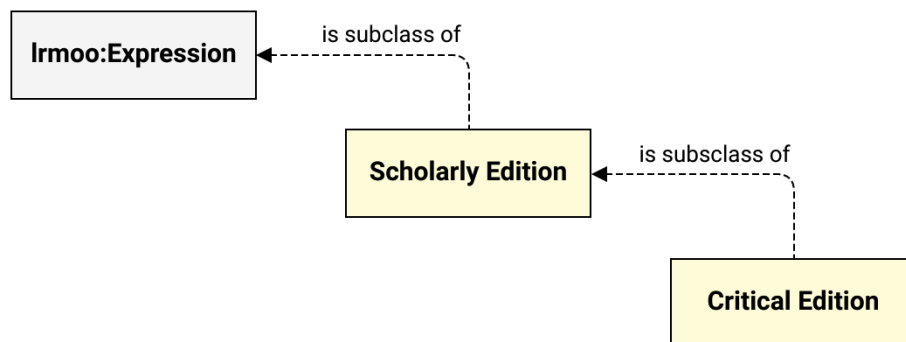 is subclass of
lrmoo:Expression
is subsclass of
Scholarly Edition
Critical Edition